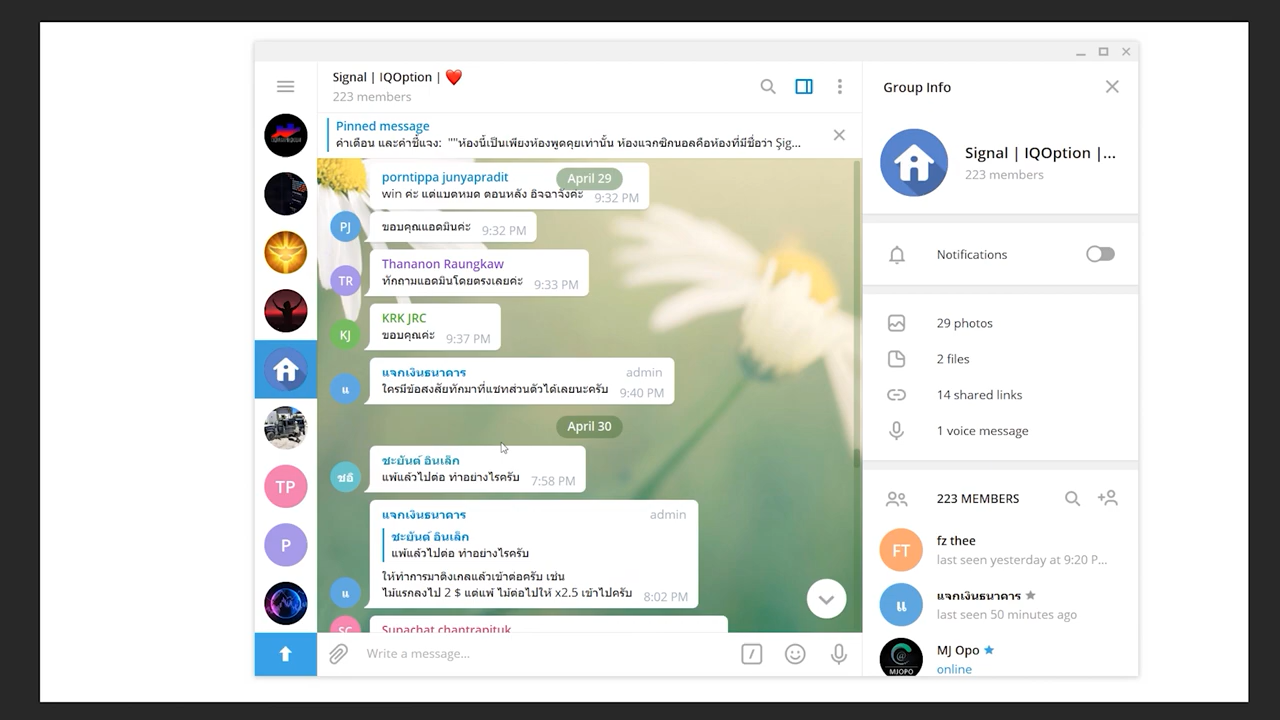 Signal | IQOption | ❤️
223 members
Pinned message
คำเตือน และคำชี้แจง: ""ห้องนี้เป็นเพียงห้องพูดคุยเท่านั้น ห้องแจกซิกนอลคือห้องที่มีชื่อว่า Şig...
porntippa junyapradit
April 29
win ค่ะ แต่แบตหมด ตอนหลัง อิจฉาจังค่ะ 9:32 PM
PJ
ขอบคุณแอดมินค่ะ 9:32 PM
Thananon Raungkaw
TR
ทักถามแอดมินโดยตรงเลยค่ะ 9:33 PM
KRK JRC
KJ
ขอบคุณค่ะ 9:37 PM
แจกเงินธนาคาร admin
แ
ใครมีข้อสงสัยทักมาที่แชทส่วนตัวได้เลยนะครับ 9:40 PM
April 30
ชะยันต์ อินเล็ก
ชอิ
แพ้แล้วไปต่อ ทำอย่างไรครับ 7:58 PM
แจกเงินธนาคาร admin
ชะยันต์ อินเล็ก
แพ้แล้วไปต่อ ทำอย่างไรครับ
ให้ทำการมาติงเกลแล้วเข้าต่อครับ เช่น
แ
ไม้แรกลงไป 2 $ แต่แพ้ ไม้ต่อไปให้ x2.5 เข้าไปครับ 8:02 PM
SC
Supachat chantrapituk
Write a message...
TP
P
Group Info
Signal | IQOption |...
223 members
Notifications
29 photos
2 files
14 shared links
1 voice message
223 MEMBERS
FT
fz thee
last seen yesterday at 9:20 P...
แ
แจกเงินธนาคาร
last seen 50 minutes ago
MJOPO
MJ Opo
online